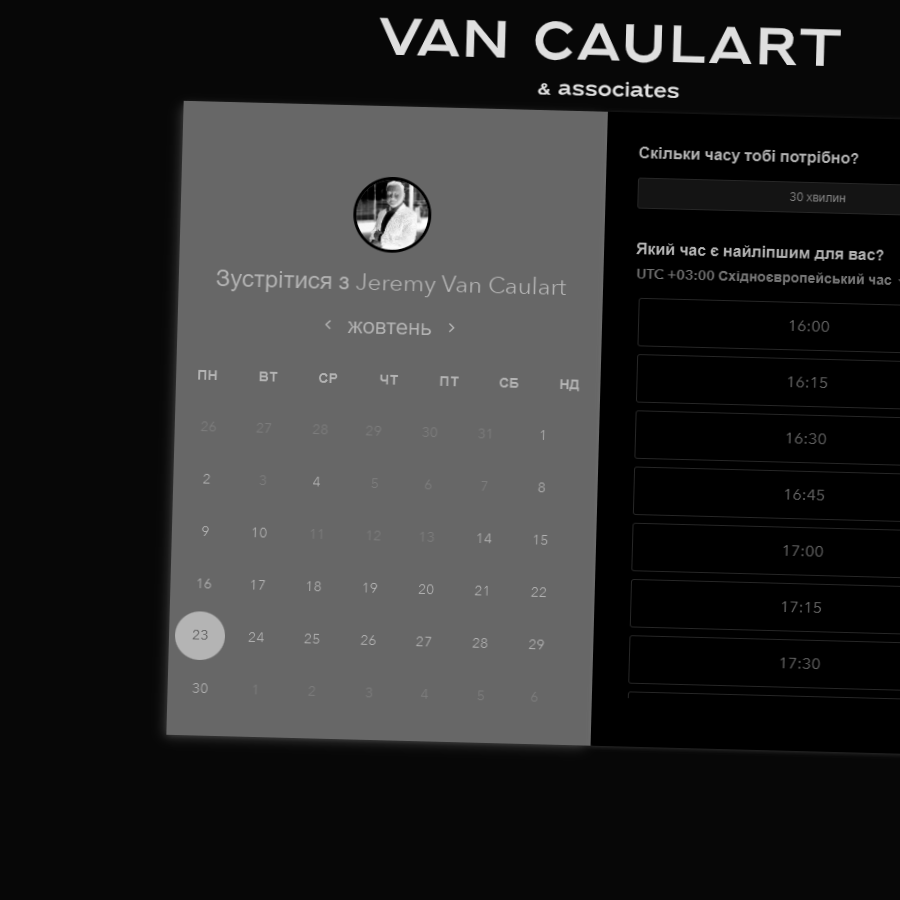 VAN CAULART
& associates
Зустрітися з Jeremy Van Caulart
‹ жовтень ›
ПН ВТ СР ЧТ ПТ СБ НД
26 27 28 29 30 31 1
2 3 4 5 6 7 8
9 10 11 12 13 14 15
16 17 18 19 20 21 22
23 24 25 26 27 28 29
30 1 2 3 4 5 6
Скільки часу тобі потрібно?
30 хвилин
Який час є найліпшим для вас?
UTC +03:00 Східноєвропейський час
16:00
16:15
16:30
16:45
17:00
17:15
17:30